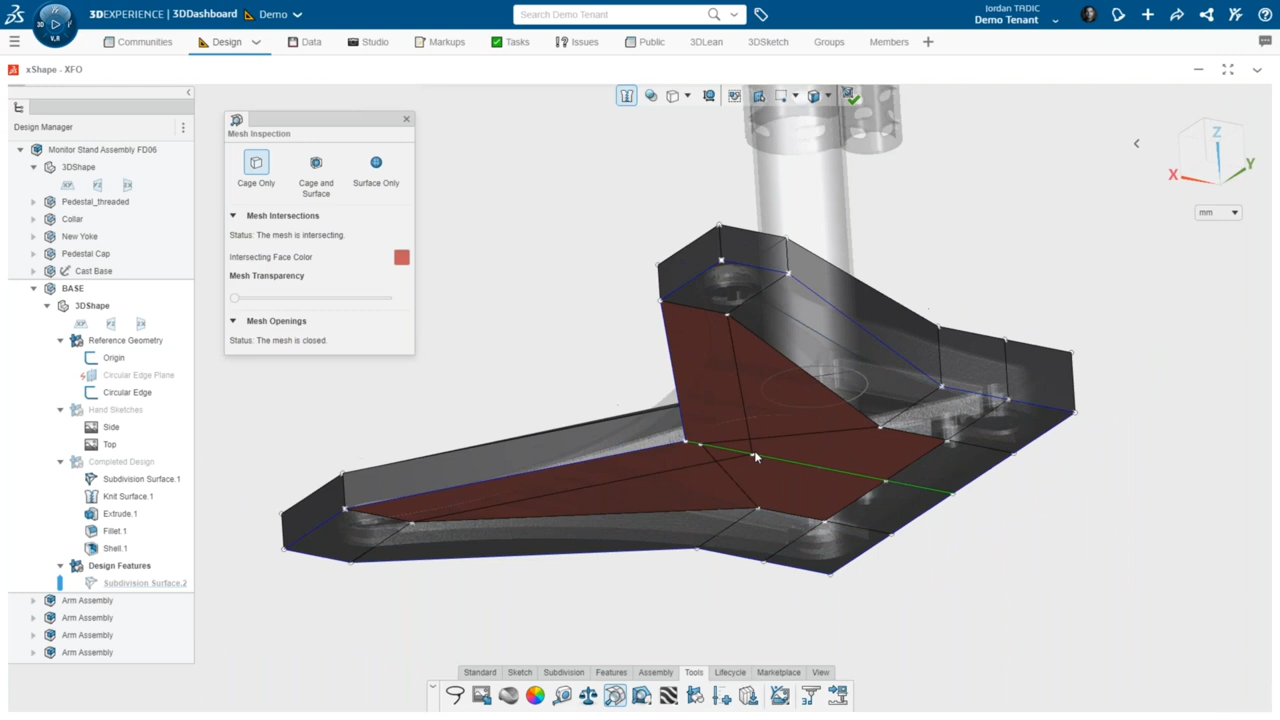 3DEXPERIENCE | 3DDashboard Demo
Search Demo Tenant
Jordan TADIC
Demo Tenant
3D
V.R
Communities Design Data Studio Markups Tasks Issues Public 3DLean 3DSketch Groups Members
xShape - XFO
Design Manager
Monitor Stand Assembly FD06
3DShape
Pedestal_threaded
Collar
New Yoke
Pedestal Cap
Cast Base
BASE
3DShape
Reference Geometry
Origin
Circular Edge Plane
Circular Edge
Hand Sketches
Side
Top
Completed Design
Subdivision Surface.1
Knit Surface.1
Extrude.1
Fillet.1
Shell.1
Design Features
Subdivision Surface.2
Arm Assembly
Arm Assembly
Arm Assembly
Arm Assembly
Mesh Inspection
Cage Only
Cage and Surface
Surface Only
Mesh Intersections
Status: The mesh is intersecting.
Intersecting Face Color
Mesh Transparency
Mesh Openings
Status: The mesh is closed.
Z
X
Y
mm
Standard Sketch Subdivision Features Assembly Tools Lifecycle Marketplace View